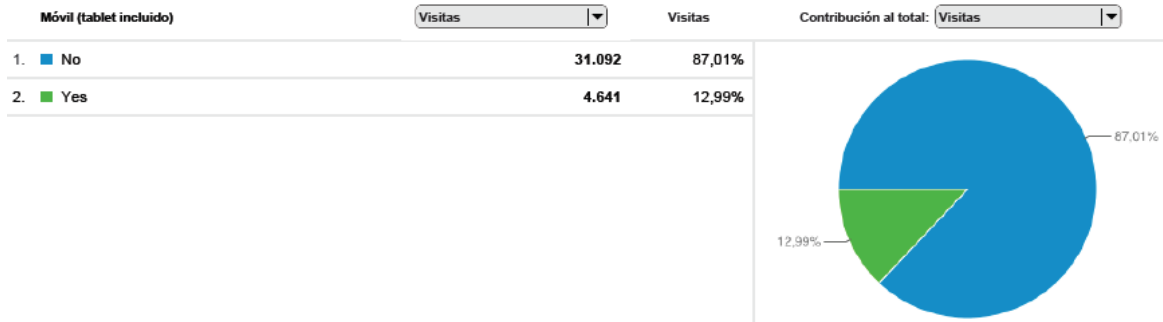 Móvil (tablet incluido) Visitas Visitas Contribución al total: Visitas
1. No 31.092 87,01%
2. Yes 4.641 12,99%
87,01%
12,99%